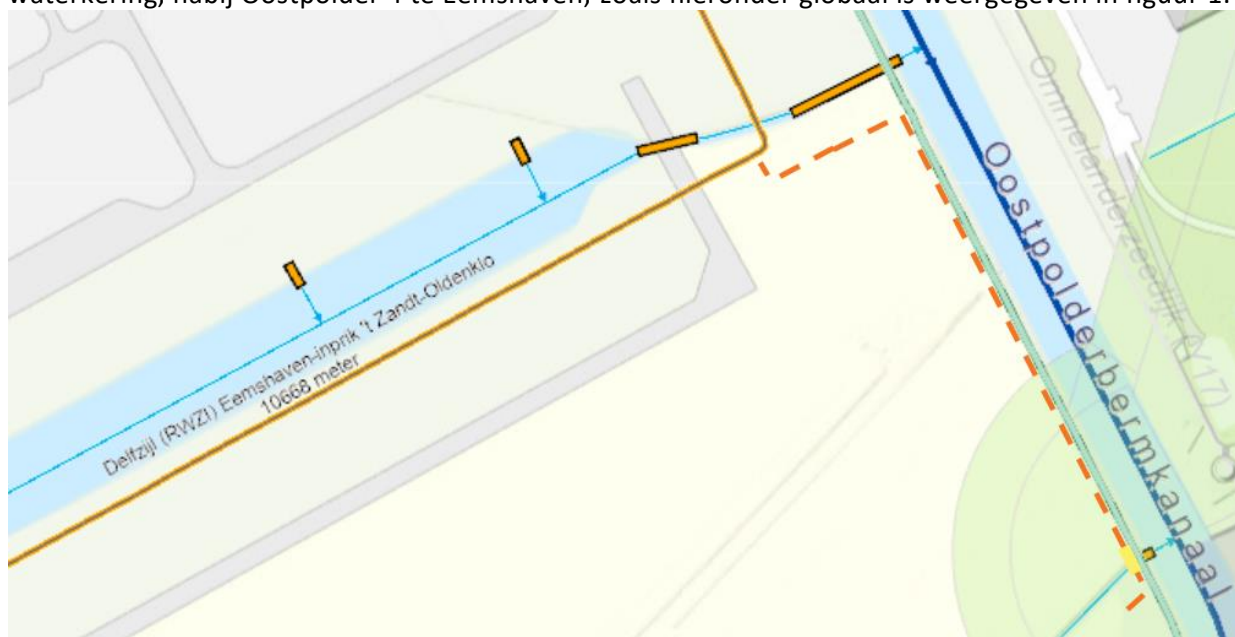 waterkering, nabij Oostpolder 4 te Eemshaven, zoals hieronder globaal is weergegeven in figuur 1.
Ommelanderzeedijk (Y17)
Oostpolderbermkanaal
Delfzijl (RWZI) Eemshaven-inprik 't Zandt-Oldenklo
10668 meter